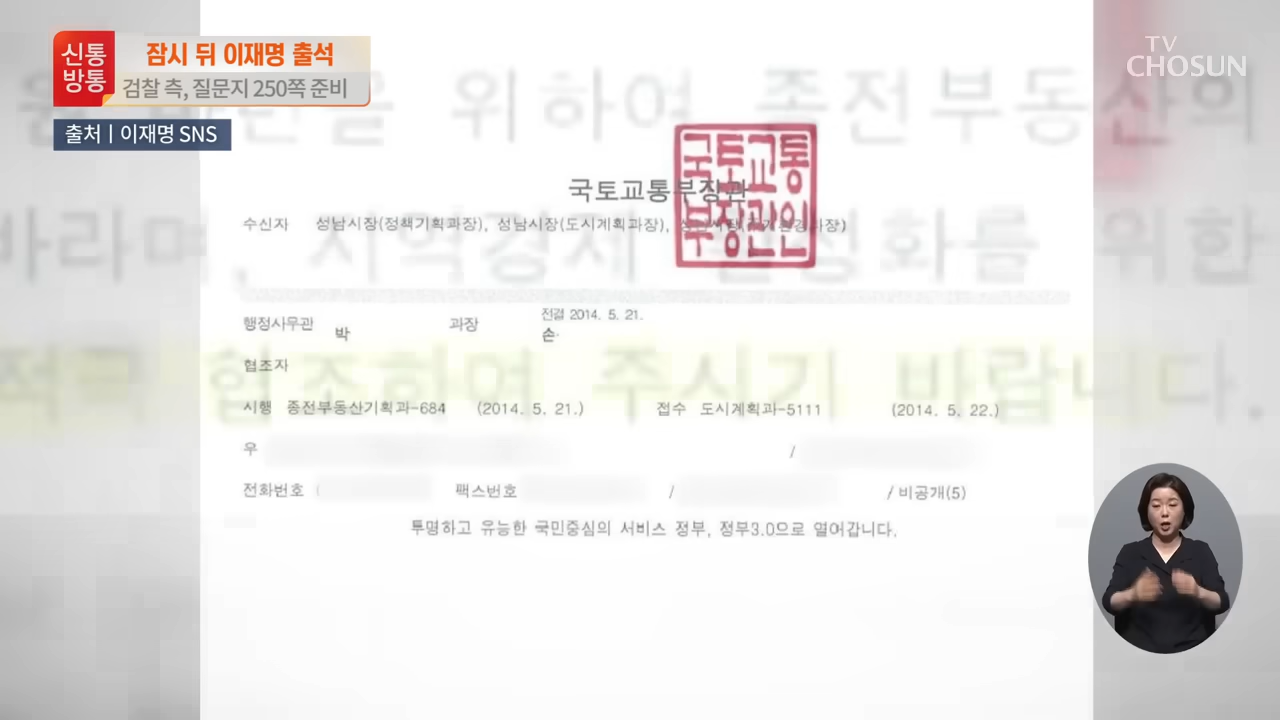 신통방통
잠시 뒤 이재명 출석
검찰 측, 질문지 250쪽 준비
출처 | 이재명 SNS
TV
CHOSUN
위하여 종전부동산의
바라며, 지역경제 활성화를 위한
적극 협조하여 주시기 바랍니다.
국토교통부장관
국토교통
부장관인
수신자 성남시장(정책기획과장), 성남시장(도시계획과장),
행정사무관 박 과장 전결 2014. 5. 21. 손
협조자
시행 종전부동산기획과-684 (2014. 5. 21.) 접수 도시계획과-5111 (2014. 5. 22.)
우 /
전화번호 ( 팩스번호 / / 비공개(5)
투명하고 유능한 국민중심의 서비스 정부, 정부3.0으로 열어갑니다.